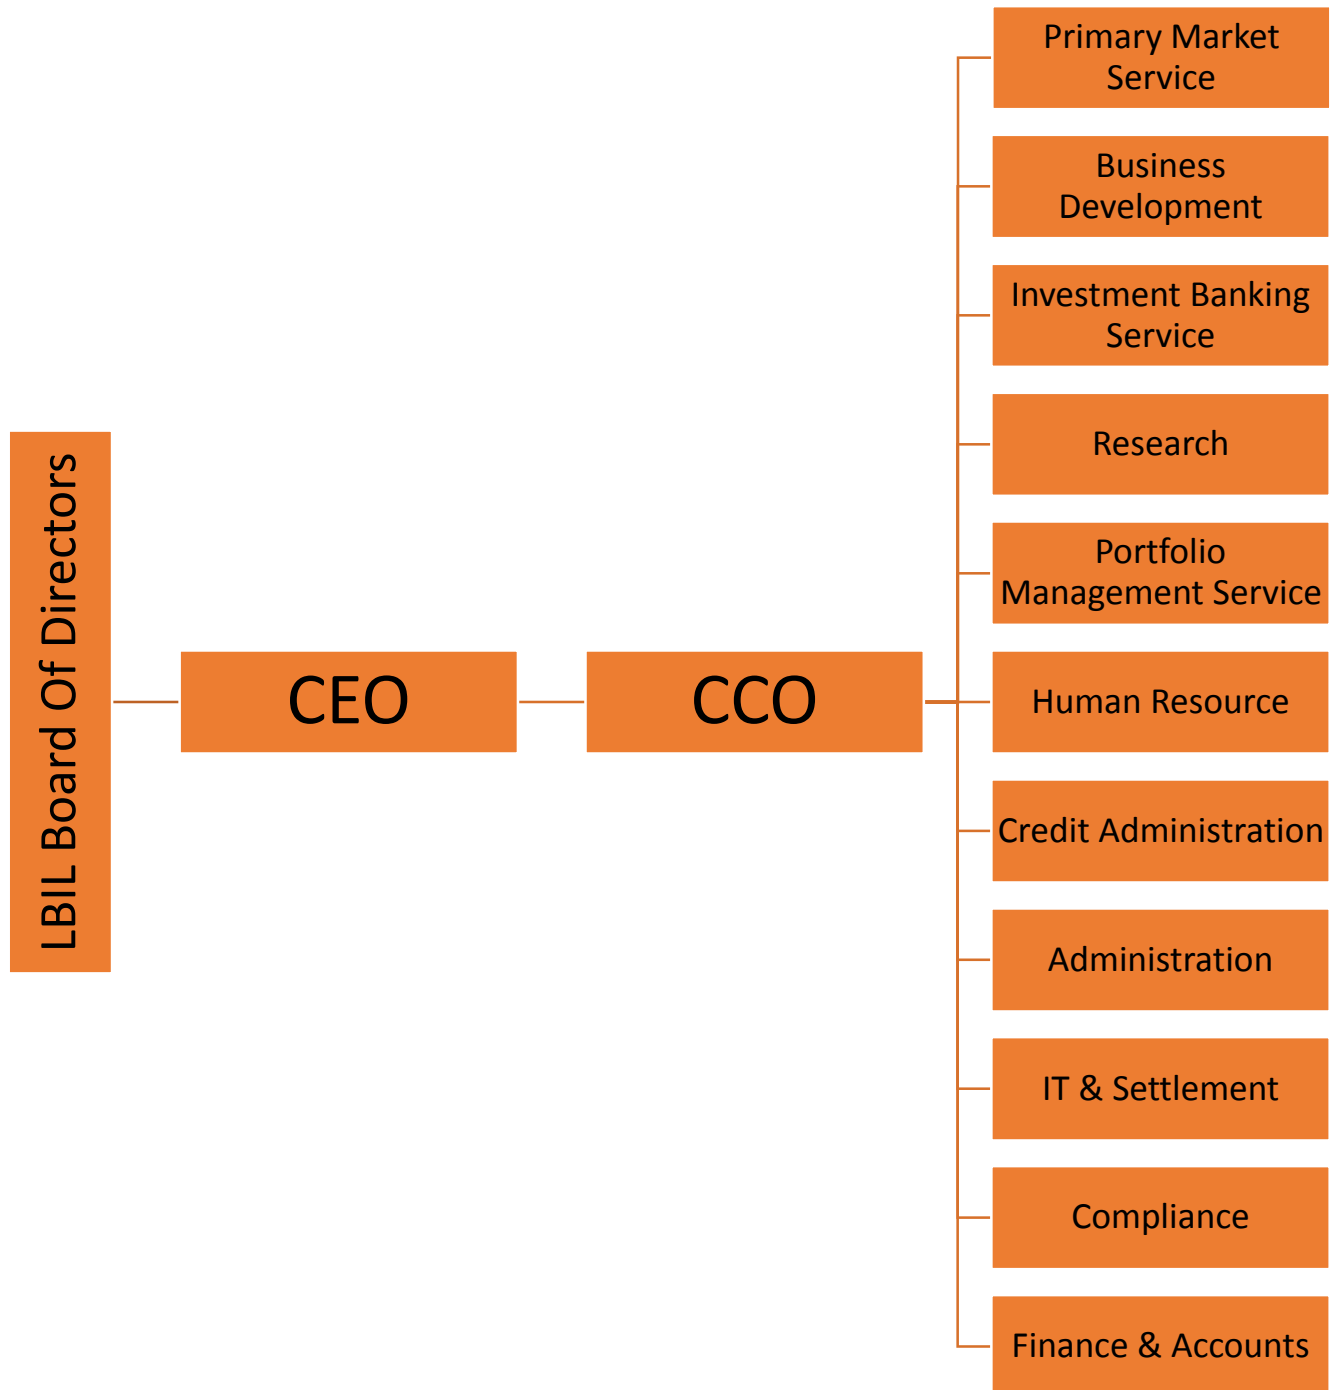 LBIL Board Of Directors
CEO
CCO
Primary Market
Service
Business
Development
Investment Banking
Service
Research
Portfolio
Management Service
Human Resource
Credit Administration
Administration
IT & Settlement
Compliance
Finance & Accounts